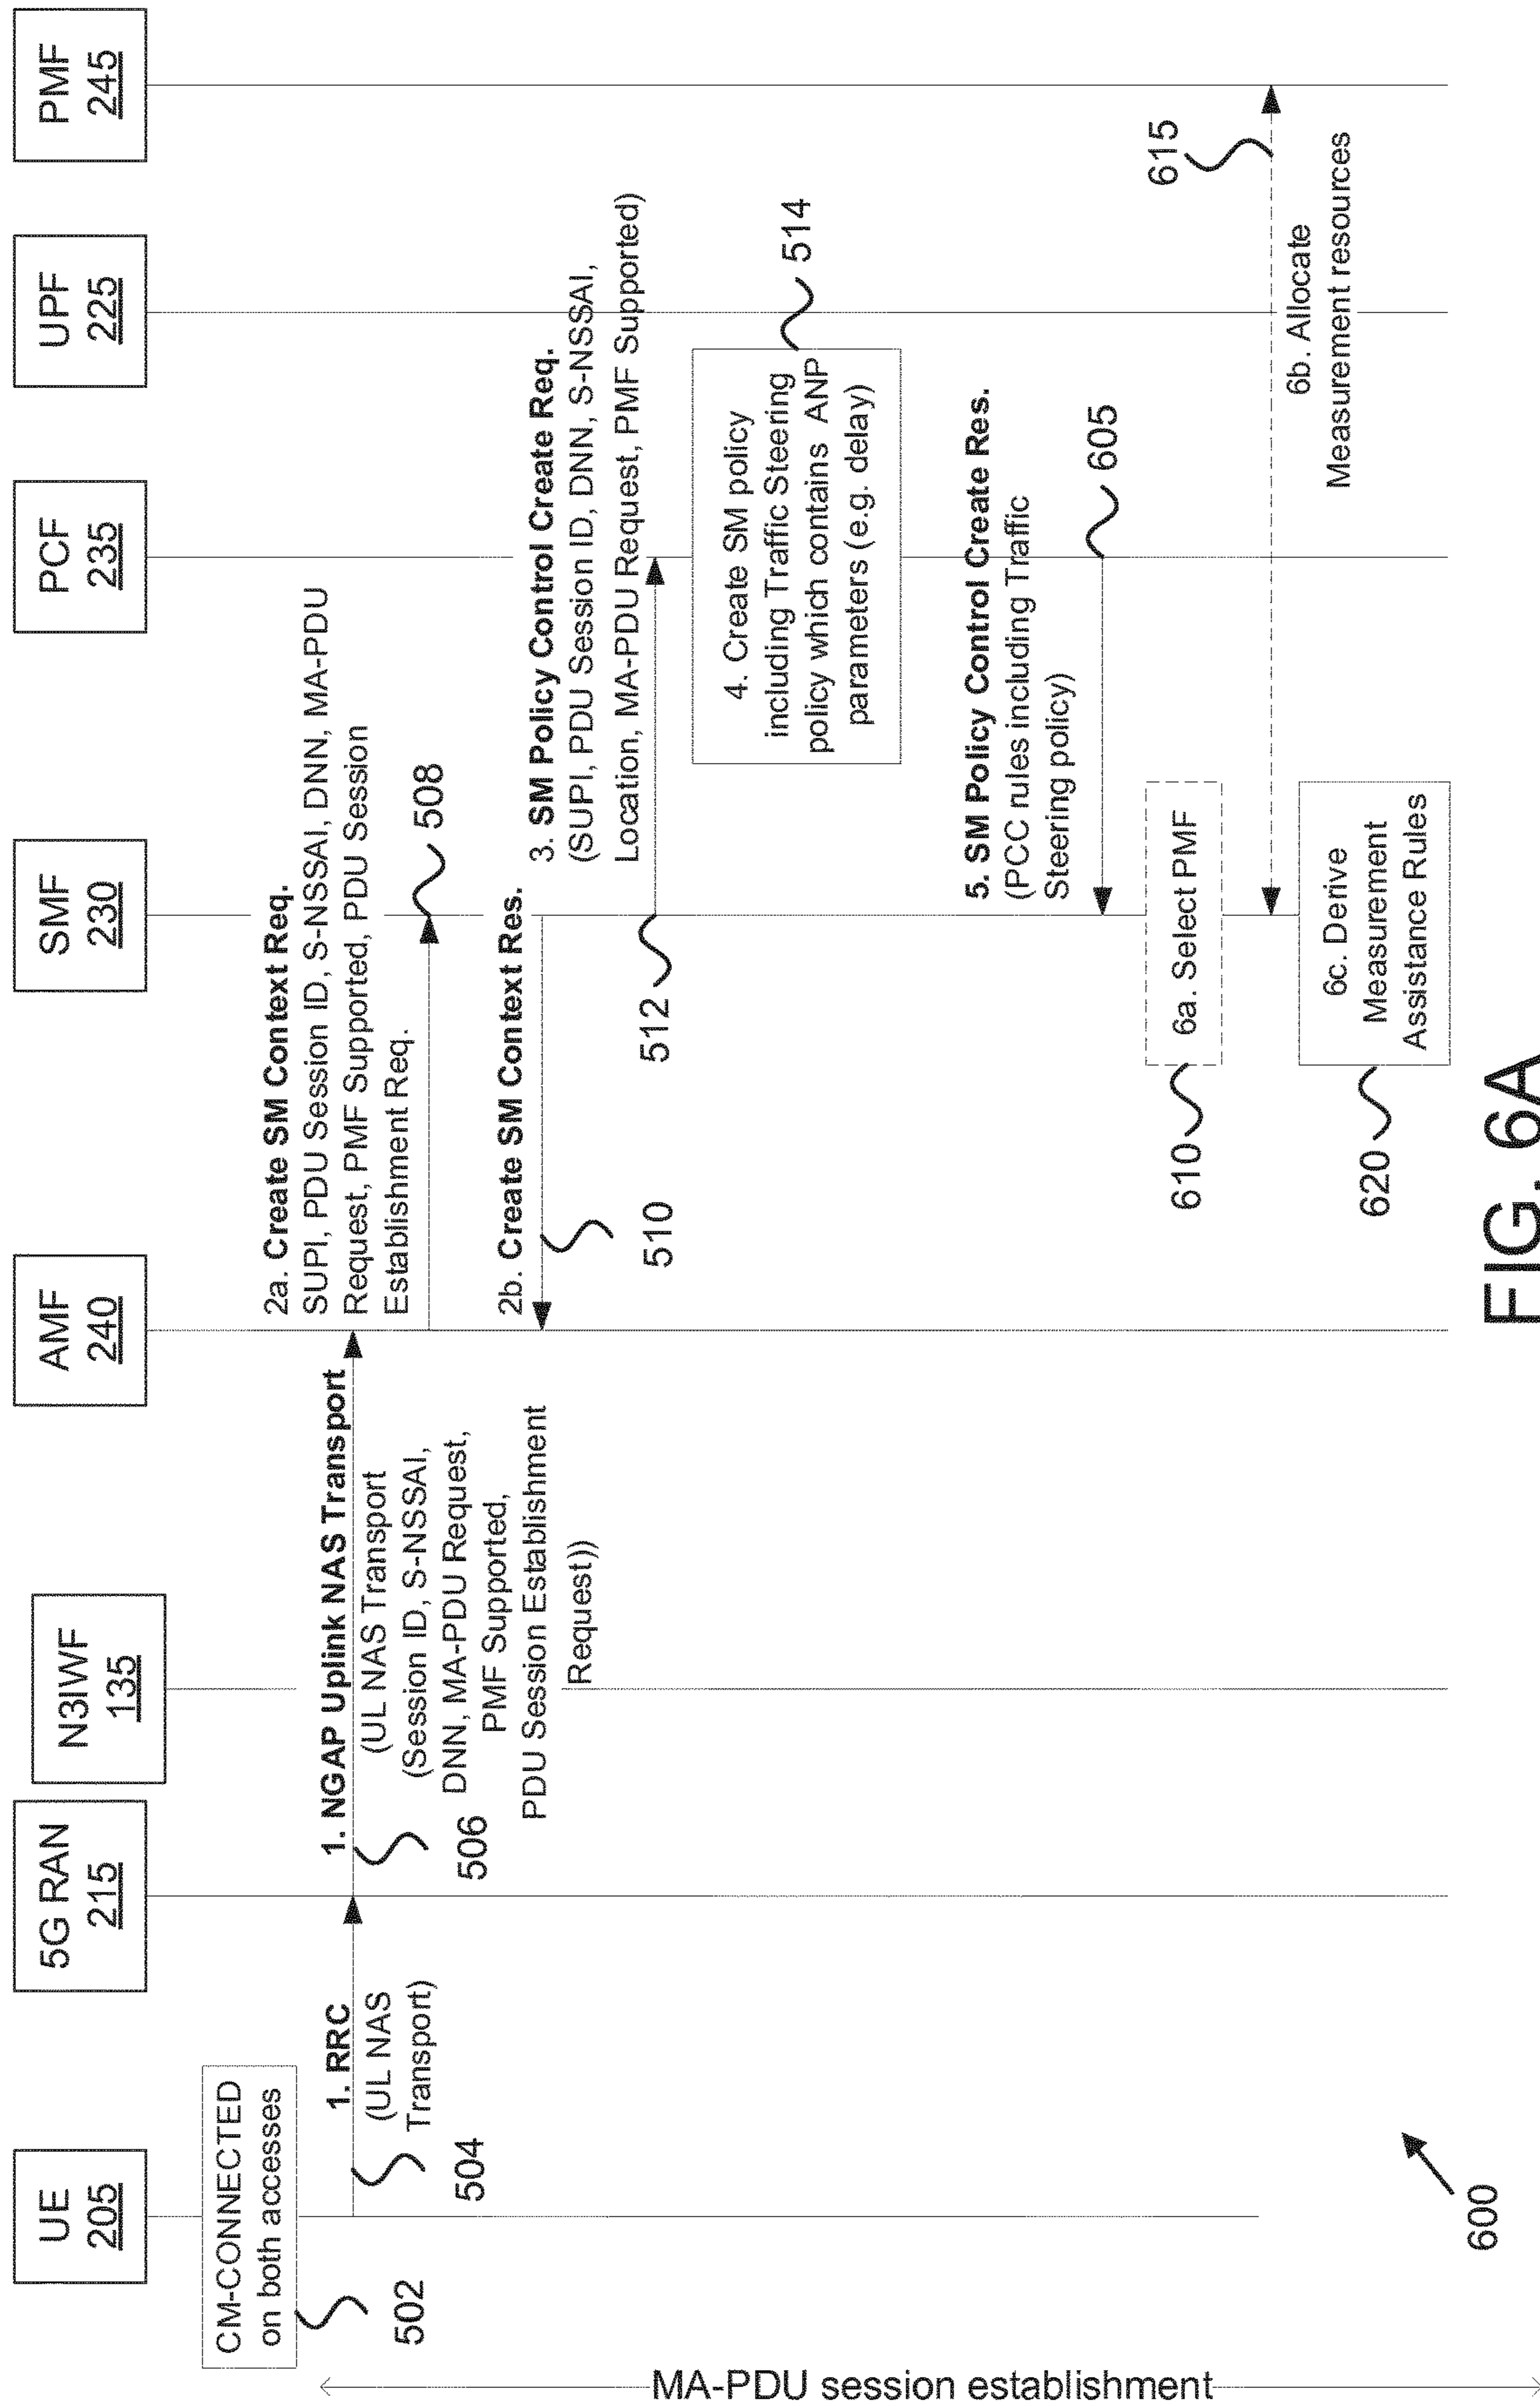 UE
205
5G RAN
215
N3IWF
135
AMF
240
SMF
230
PCF
235
UPF
225
PMF
245
CM-CONNECTED
on both accesses
502
1. RRC
(UL NAS
Transport)
504
1. NGAP Uplink NAS Transport
(UL NAS Transport
(Session ID, S-NSSAI,
DNN, MA-PDU Request,
PMF Supported,
PDU Session Establishment
Request))
506
2a. Create SM Context Req.
SUPI, PDU Session ID, S-NSSAI, DNN, MA-PDU
Request, PMF Supported, PDU Session
Establishment Req.
508
2b. Create SM Context Res.
510
3. SM Policy Control Create Req.
(SUPI, PDU Session ID, DNN, S-NSSAI,
Location, MA-PDU Request, PMF Supported)
512
4. Create SM policy
including Traffic Steering
policy which contains ANP
parameters (e.g. delay)
514
5. SM Policy Control Create Res.
(PCC rules including Traffic
Steering policy)
605
6a. Select PMF
610
6b. Allocate
Measurement resources
615
6c. Derive
Measurement
Assistance Rules
620
MA-PDU session establishment
600
FIG. 6A